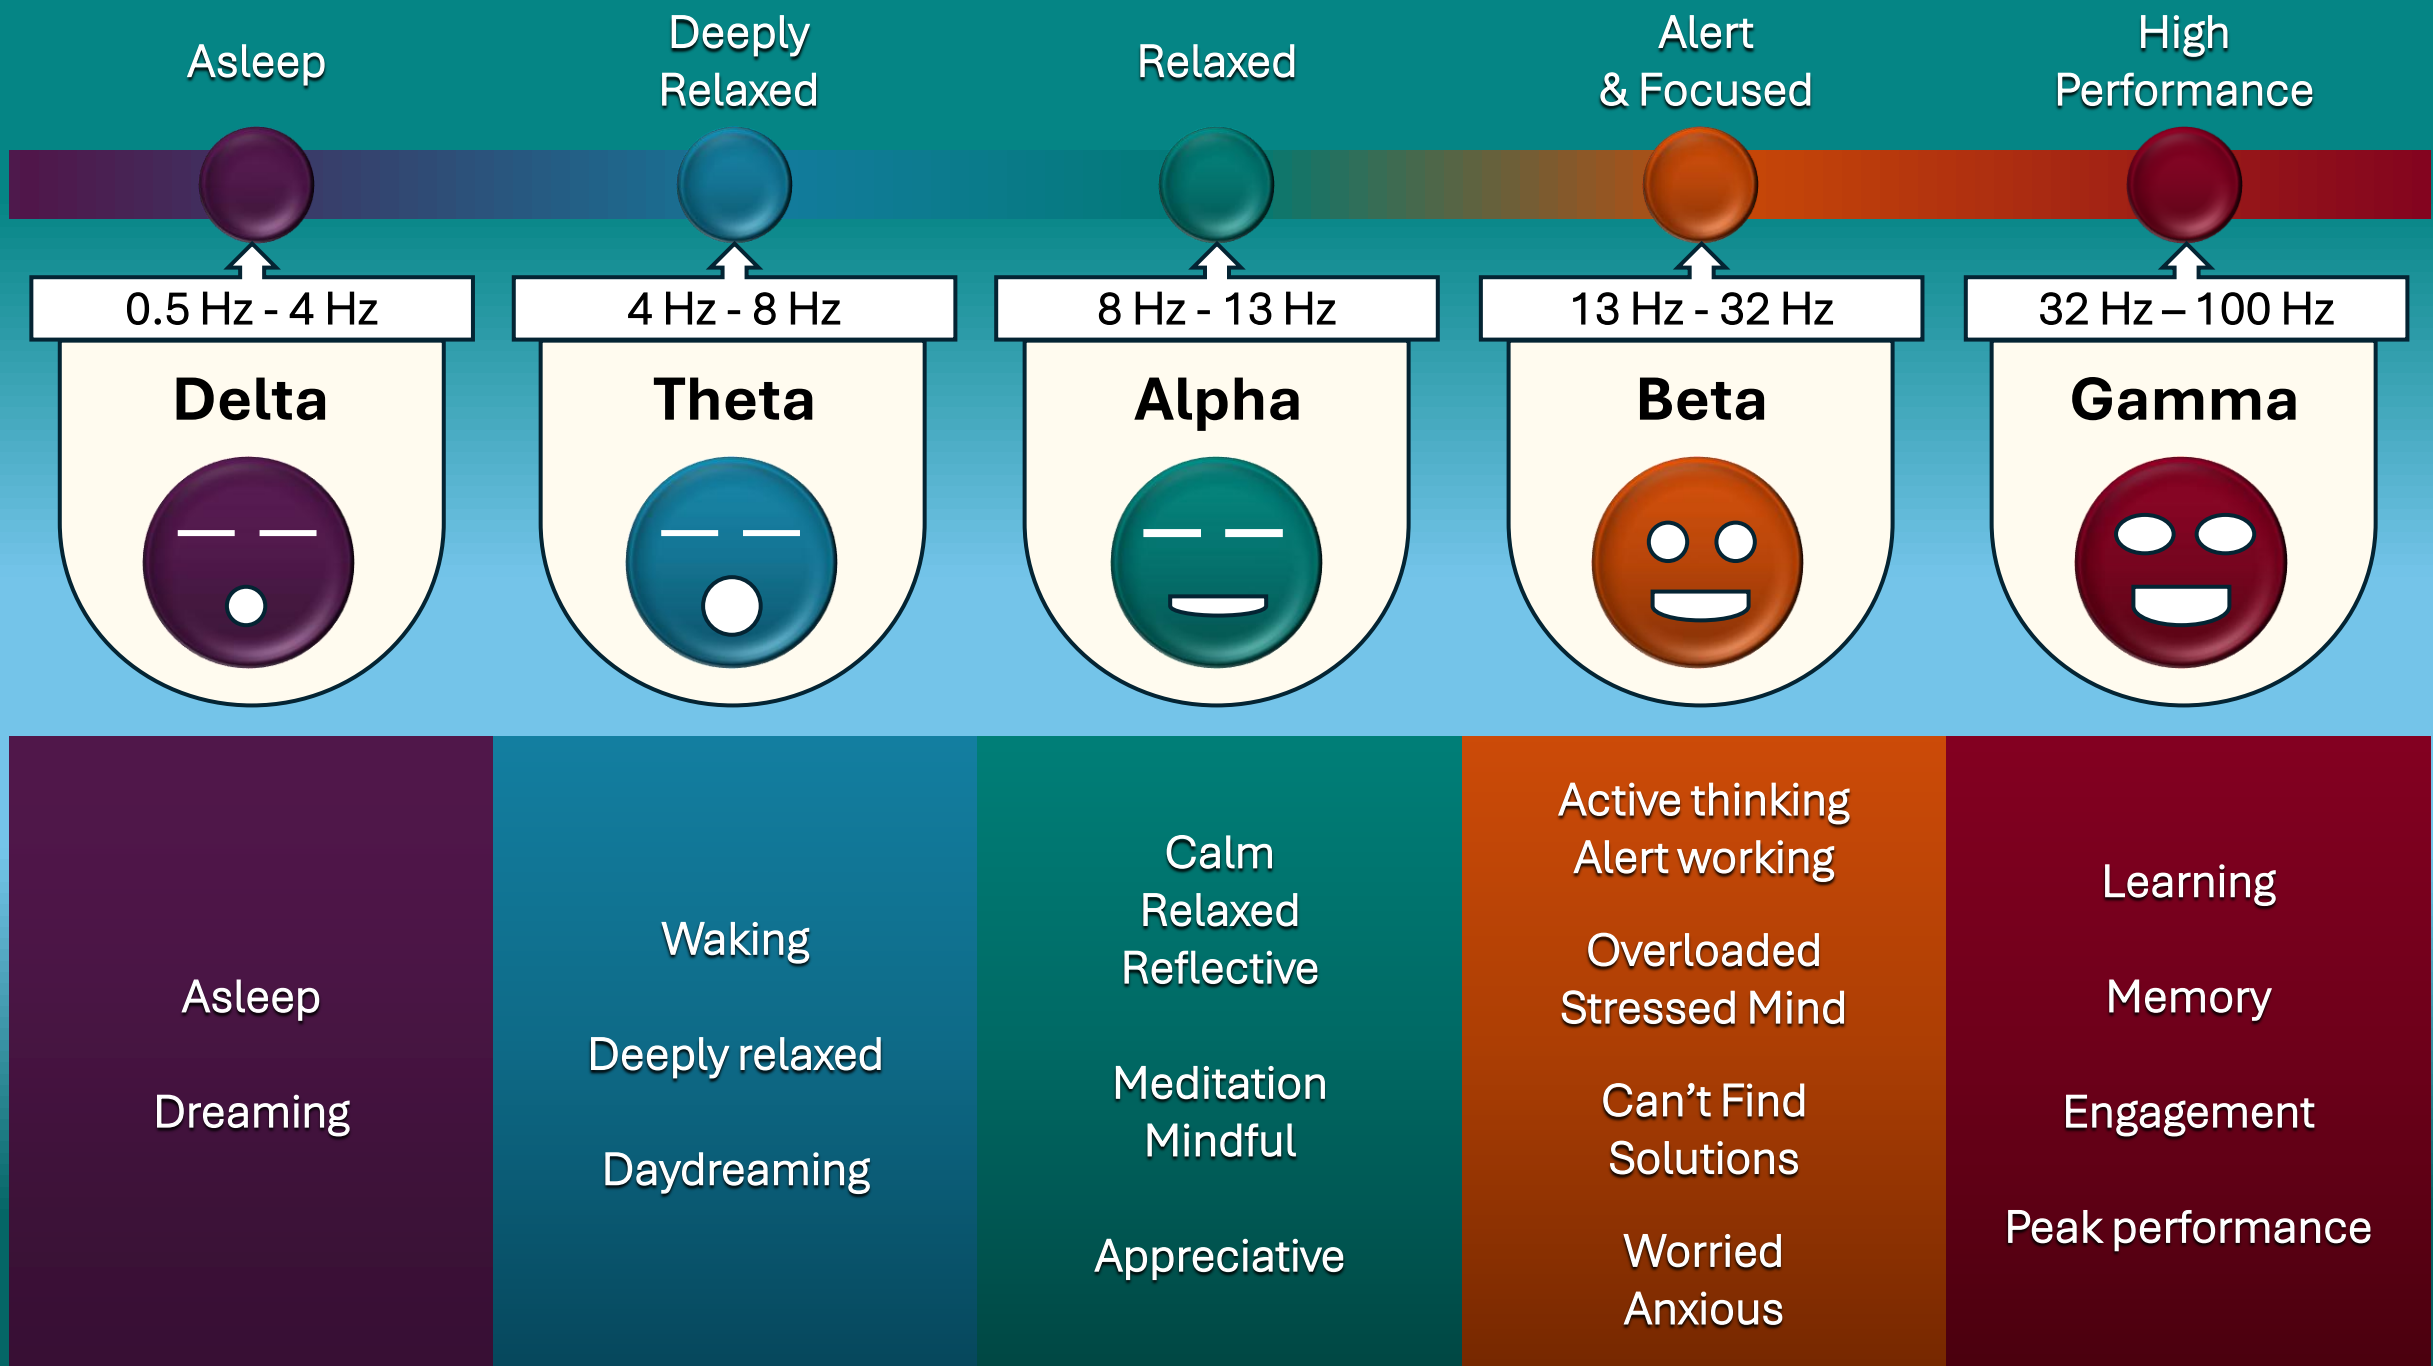 Asleep
Deeply
Relaxed
Relaxed
Alert
& Focused
High
Performance
0.5 Hz - 4 Hz
4 Hz - 8 Hz
8 Hz - 13 Hz
13 Hz - 32 Hz
32 Hz – 100 Hz
Delta
Theta
Alpha
Beta
Gamma
Asleep
Dreaming
Waking
Deeply relaxed
Daydreaming
Calm
Relaxed
Reflective
Meditation
Mindful
Appreciative
Active thinking
Alert working
Overloaded
Stressed Mind
Can’t Find
Solutions
Worried
Anxious
Learning
Memory
Engagement
Peak performance